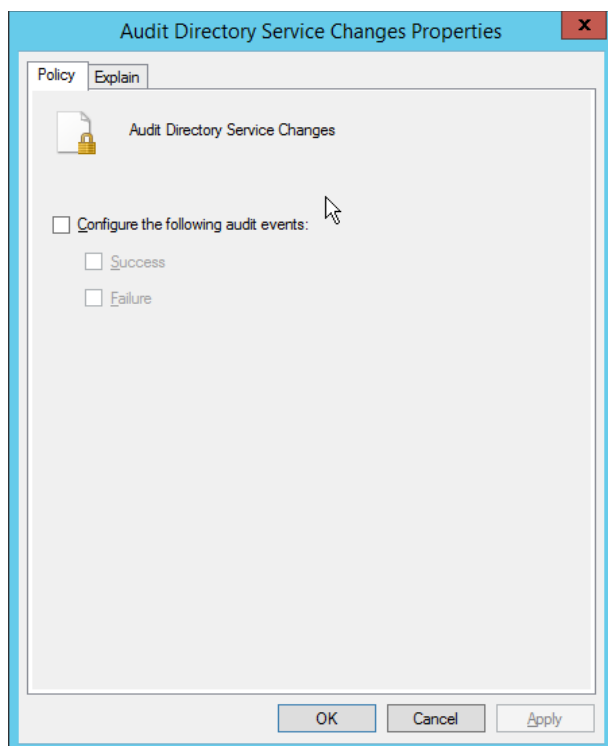 Audit Directory Service Changes Properties
x
Policy Explain
Audit Directory Service Changes
Configure the following audit events:
Success
Failure
OK Cancel Apply